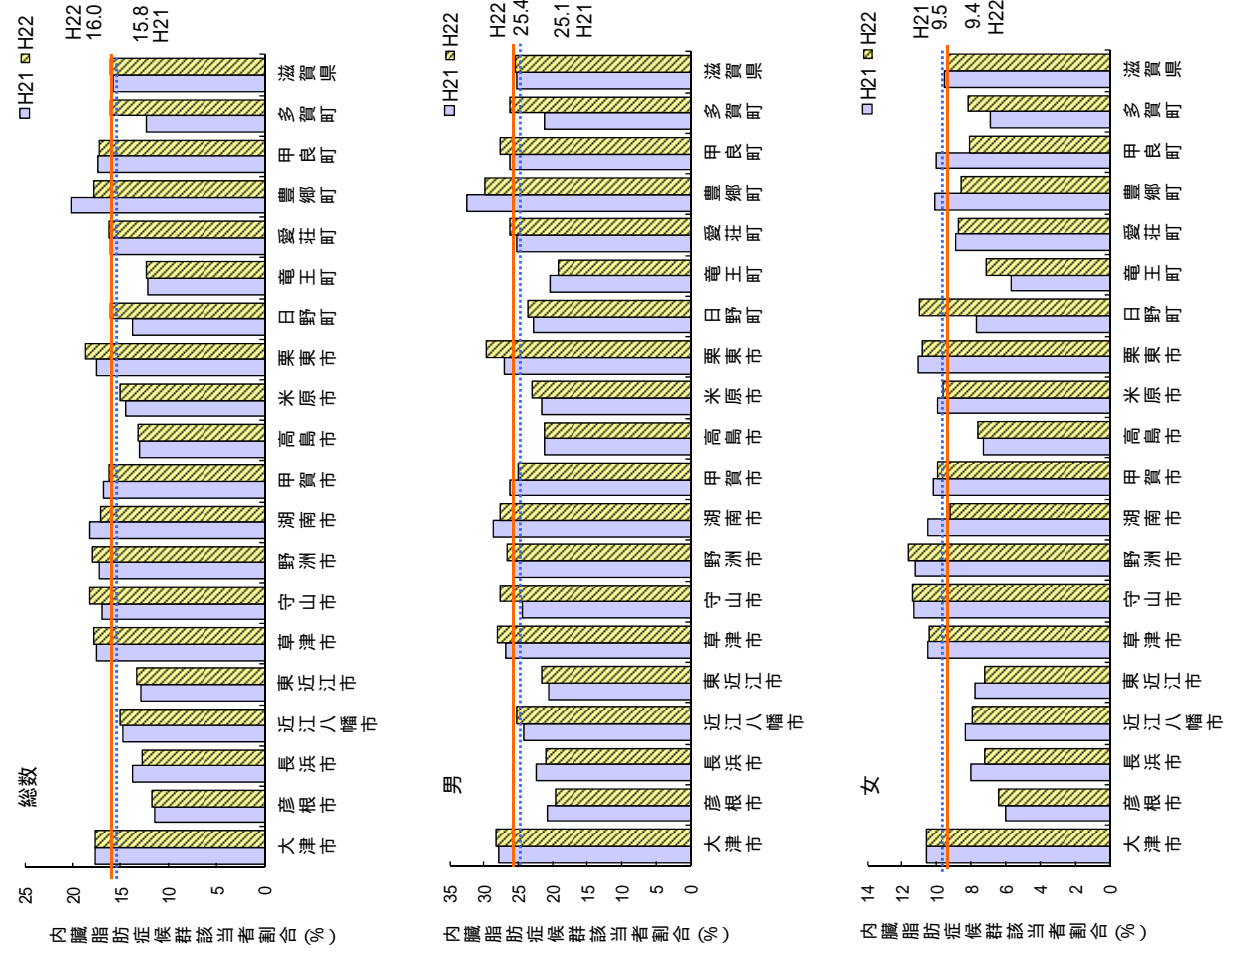 総数
H21 H22
内臓脂肪症候群該当者割合(%)
25
20
15
10
5
0
H22
16.0
15.8
H21
大津市
彦根市
長浜市
近江八幡市
東近江市
草津市
守山市
野洲市
湖南市
甲賀市
高島市
米原市
栗東市
日野町
竜王町
愛荘町
豊郷町
甲良町
多賀町
滋賀県
男
H21 H22
内臓脂肪症候群該当者割合(%)
35
30
25
20
15
10
5
0
H22
25.4
25.1
H21
大津市
彦根市
長浜市
近江八幡市
東近江市
草津市
守山市
野洲市
湖南市
甲賀市
高島市
米原市
栗東市
日野町
竜王町
愛荘町
豊郷町
甲良町
多賀町
滋賀県
女
H21 H22
内臓脂肪症候群該当者割合(%)
14
12
10
8
6
4
2
0
H21
9.5
9.4
H22
大津市
彦根市
長浜市
近江八幡市
東近江市
草津市
守山市
野洲市
湖南市
甲賀市
高島市
米原市
栗東市
日野町
竜王町
愛荘町
豊郷町
甲良町
多賀町
滋賀県